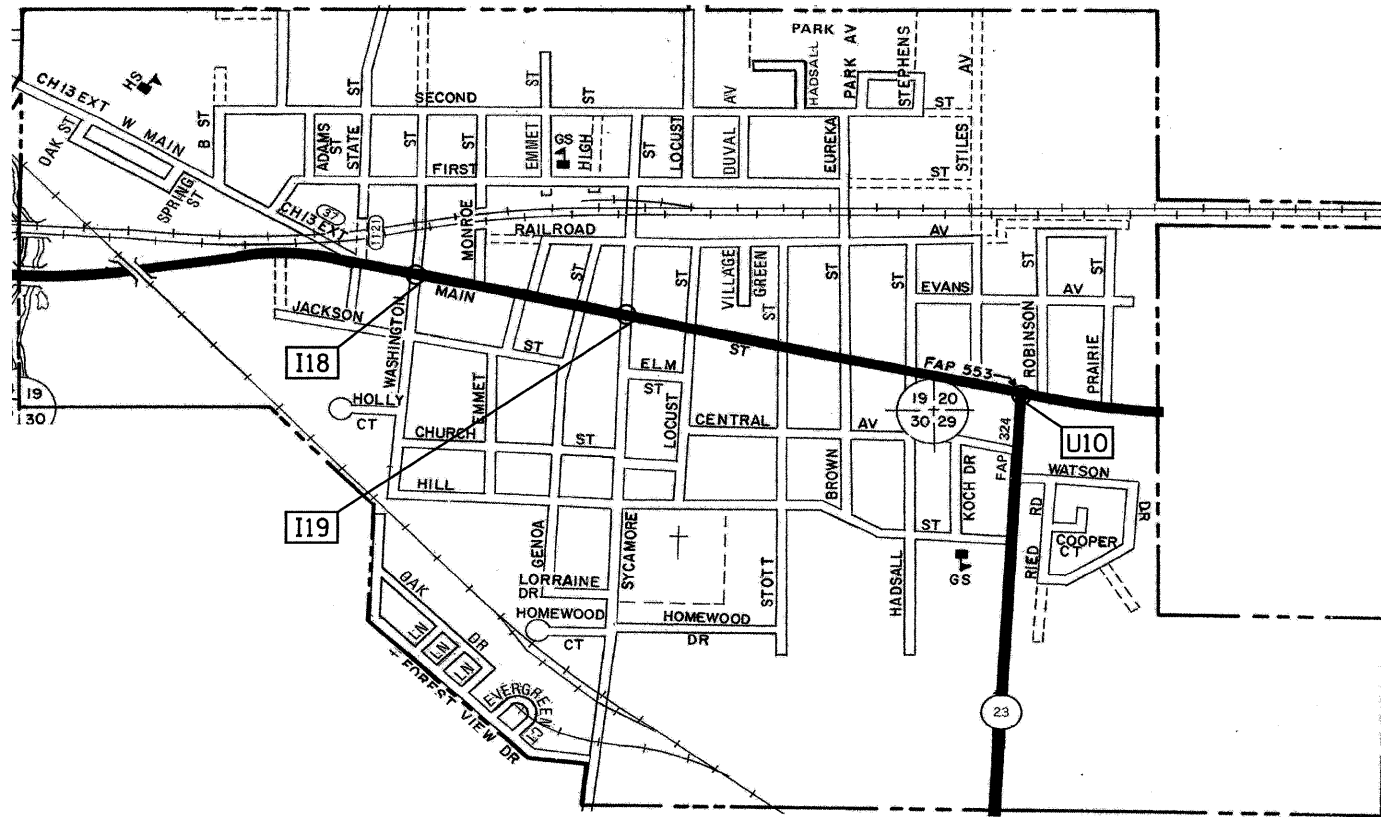 PARK
PARK AV
HADSALL
STEPHENS
AV
HS
CH13 EXT
W MAIN
OAK ST
B ST
SECOND
ST
ST
ST
AV
ST
ADAMS ST
STATE
ST
EMMET
GS
HIGH
ST
LOCUST
DUVAL
EUREKA
STILES
FIRST
ST
ST
SPRING ST
CH13 EXT
37
1121
MONROE
RAILROAD
AV
MAIN
ST
ST
VILLAGE GREEN
ST
ST
ST
EVANS
AV
ST
ST
JACKSON
ST
WASHINGTON
I18
ST
ELM
ST
FAP 553
ROBINSON
PRAIRIE
19
30
19 20
30 29
HOLLY
CT
EMMET
LOCUST
CENTRAL
AV
FAP 324
U10
CHURCH
ST
HILL
BROWN
KOCH DR
WATSON
DR
I19
GENOA
SYCAMORE
STOTT
HADSALL
ST
GS
RIED RD
COOPER
CT
OAK DR
LORRAINE
DR
HOMEWOOD
CT
HOMEWOOD
DR
LN
LN
LN
FOREST VIEW DR
EVERGREEN CT
23